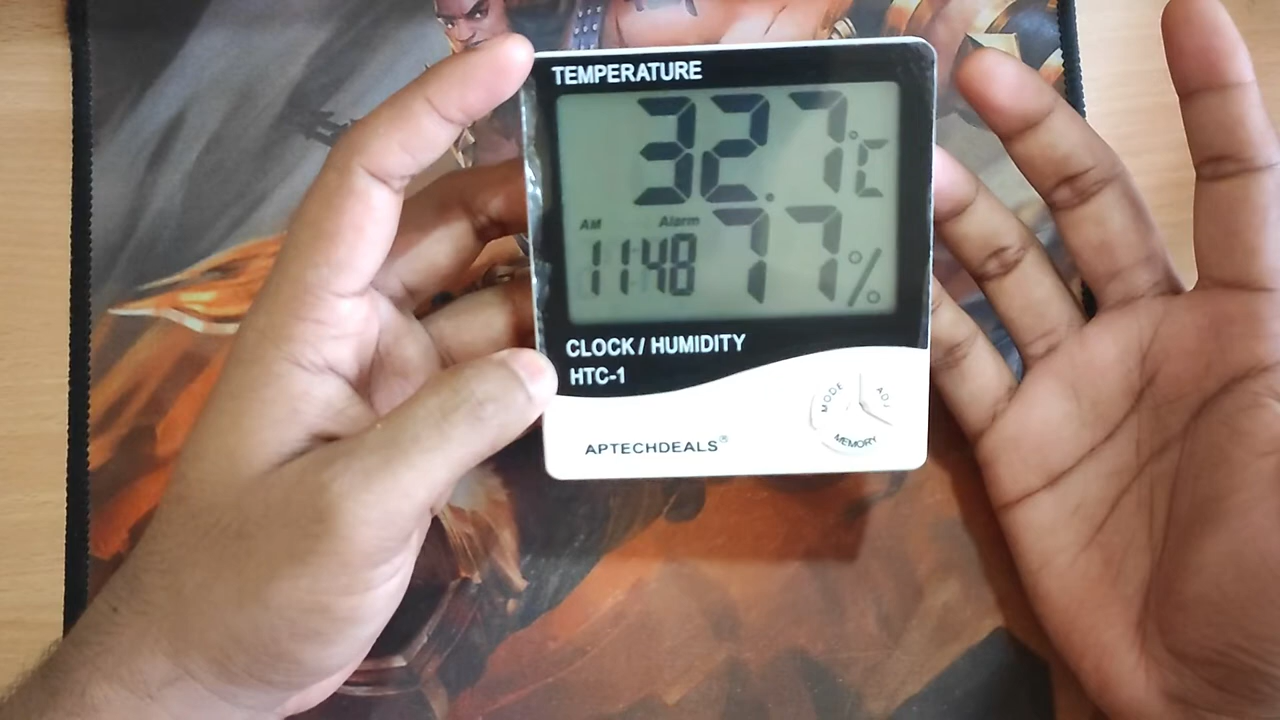 TEMPERATURE
32.7°C
AM Alarm
11:48 77%
CLOCK / HUMIDITY
HTC-1
MODE ADJ
MEMORY
APTECHDEALS®